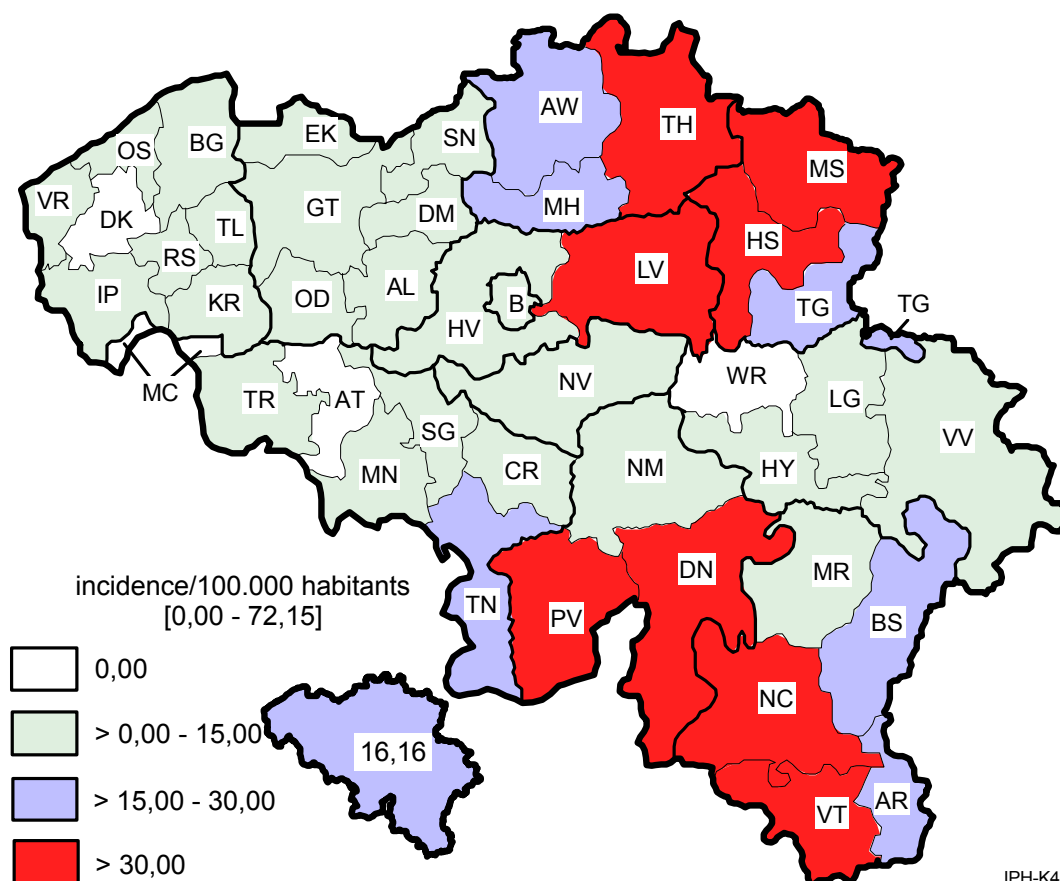 AW
TH
EK
SN
OS
BG
MS
VR
DK
TL
GT
DM
MH
HS
RS
LV
IP
KR
OD
AL
B
TG
TG
HV
MC
TR
AT
NV
WR
LG
SG
VV
MN
CR
NM
HY
incidence/100.000 habitants
[0,00 - 72,15]
TN
PV
DN
MR
BS
0,00
NC
> 0,00 - 15,00
16,16
> 15,00 - 30,00
VT
AR
> 30,00
IPH-K4